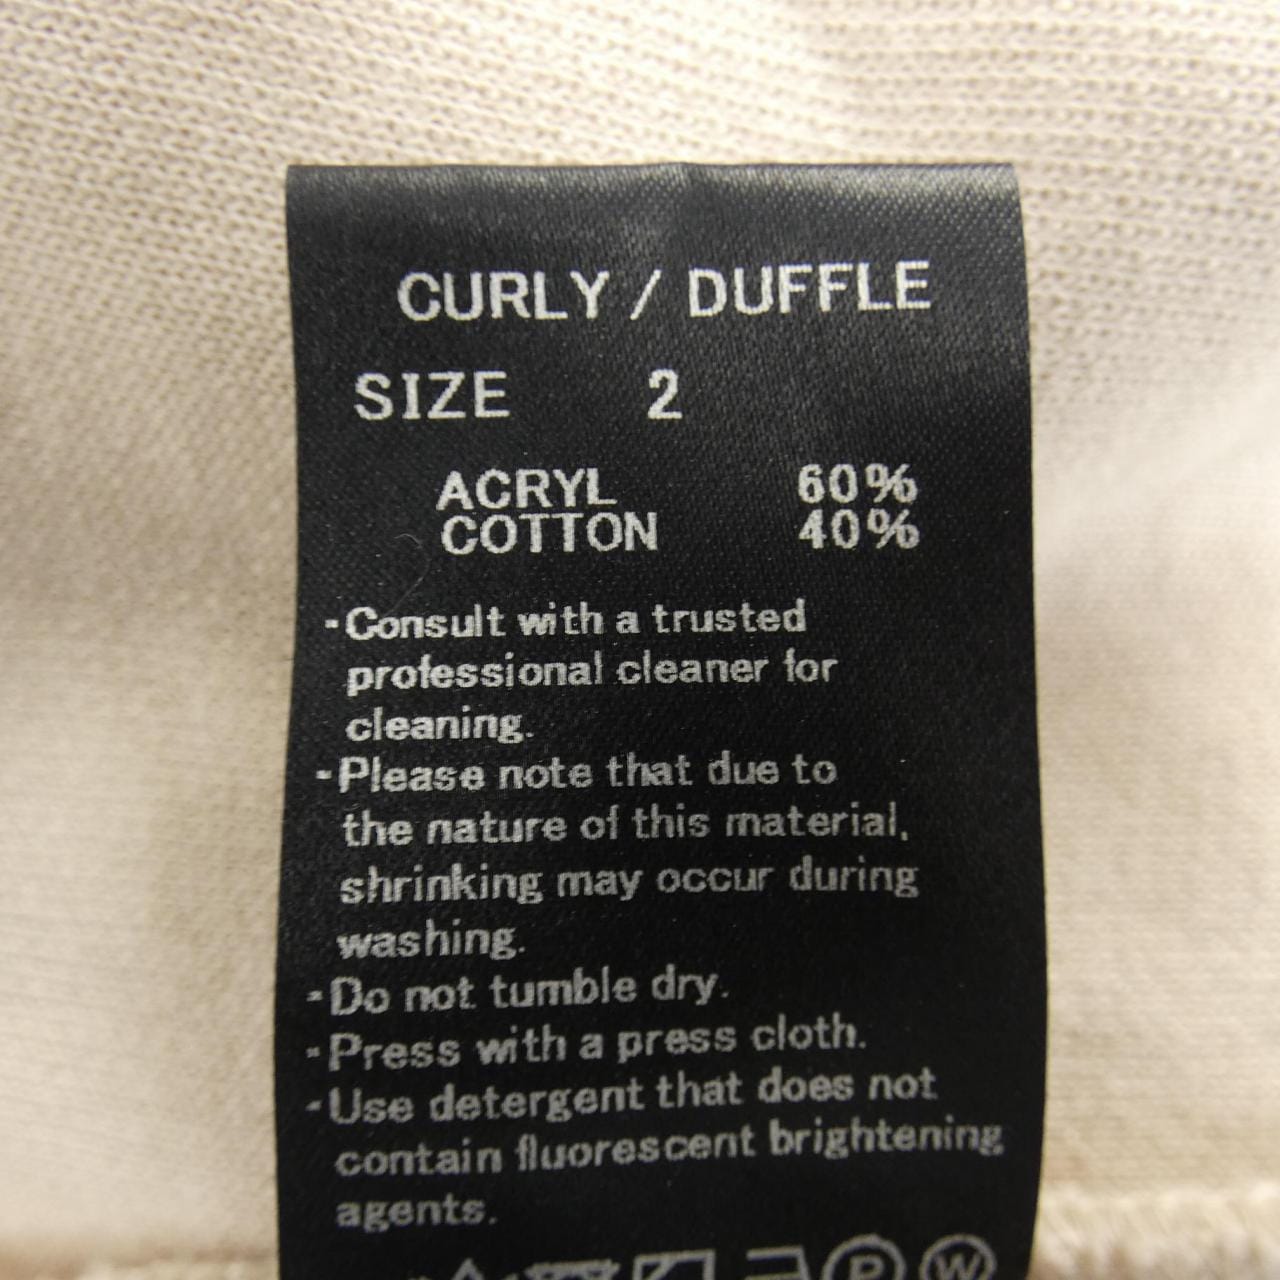 CURLY / DUFFLE
SIZE 2
ACRYL 60%
COTTON 40%
-Consult with a trusted
professional cleaner for
cleaning.
-Please note that due to
the nature of this material,
shrinking may occur during
washing.
-Do not tumble dry.
-Press with a press cloth.
-Use detergent that does not
contain fluorescent brightening
agents.
P W